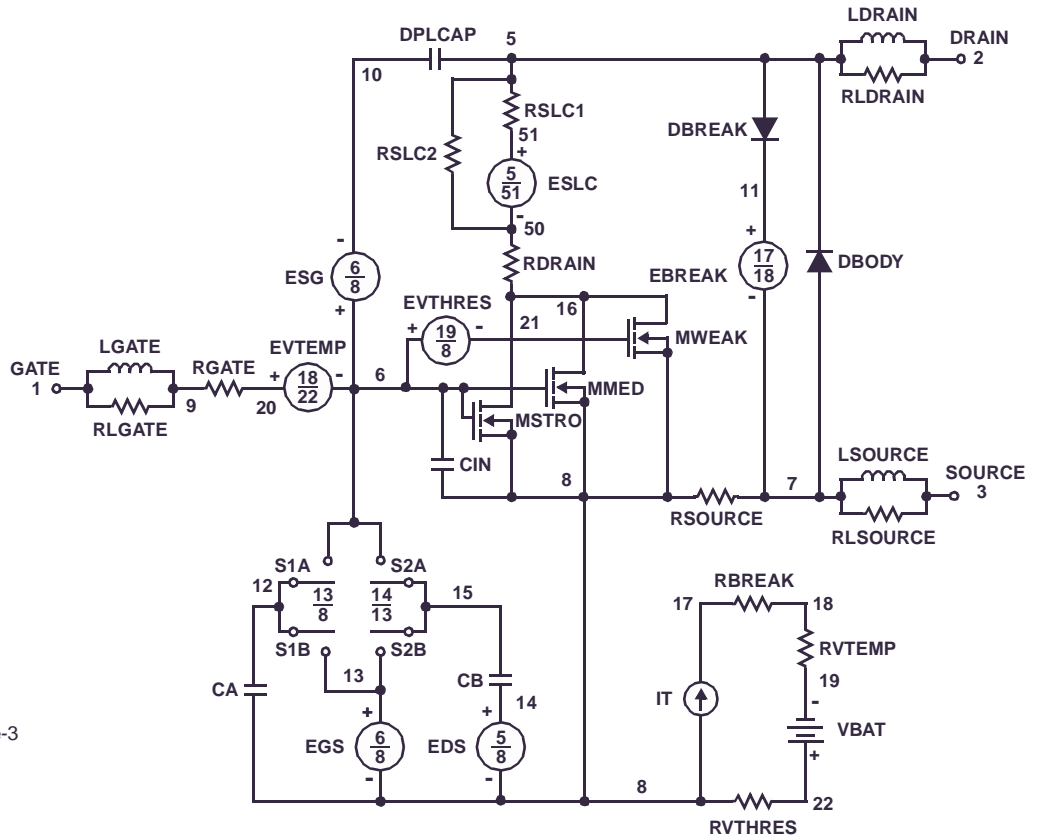 LDRAIN
DPLCAP 5 DRAIN
10 2
RLDRAIN
RSLC1
DBREAK
51
+
RSLC2
5
51
ESLC
11
-
50
+
-
RDRAIN
17
18
EBREAK
DBODY
6
8
ESG
-
EVTHRES
16
+
+
19
8
-
21
MWEAK
LGATE
EVTEMP
GATE
1
RGATE
+
18
22
-
6
MMED
9
20
MSTRO
RLGATE
LSOURCE
CIN
8
7
SOURCE
3
RSOURCE
RLSOURCE
S1A
S2A
12
13
8
14
13
15
RBREAK
17
18
S1B
S2B
RVTEMP
13
CB
19
CA
14
IT
-
+
+
VBAT
-3
EGS
6
8
EDS
5
8
+
-
-
8
22
RVTHRES